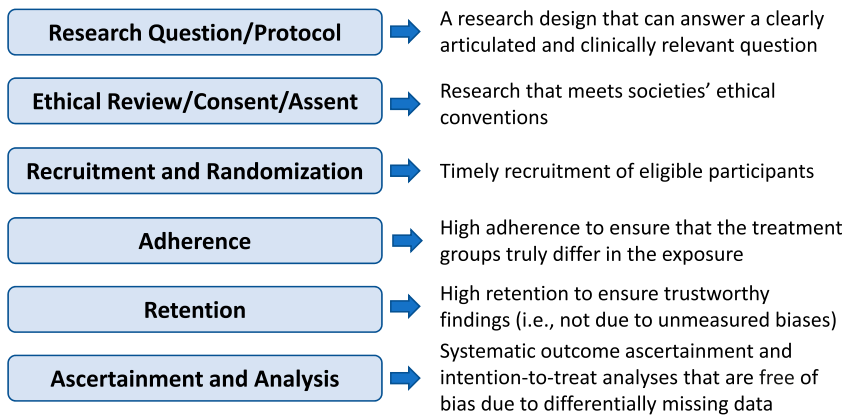 Research Question/Protocol
A research design that can answer a clearly
articulated and clinically relevant question
Ethical Review/Consent/Assent
Research that meets societies’ ethical
conventions
Recruitment and Randomization
Timely recruitment of eligible participants
Adherence
High adherence to ensure that the treatment
groups truly differ in the exposure
Retention
High retention to ensure trustworthy
findings (i.e., not due to unmeasured biases)
Ascertainment and Analysis
Systematic outcome ascertainment and
intention-to-treat analyses that are free of
bias due to differentially missing data